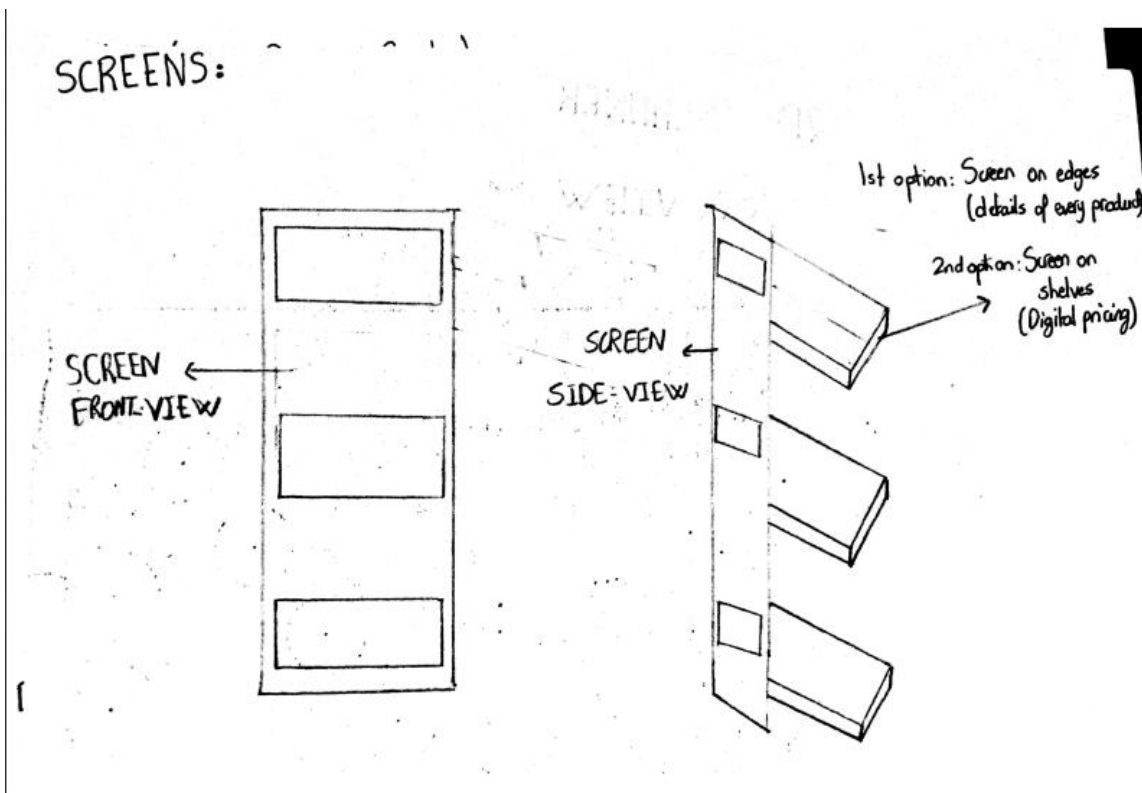 SCREENS:
SCREEN
FRONT-VIEW
SCREEN
SIDE-VIEW
1st option: Screen on edges
(details of every product)
2nd option: Screen on
shelves
(Digital pricing)